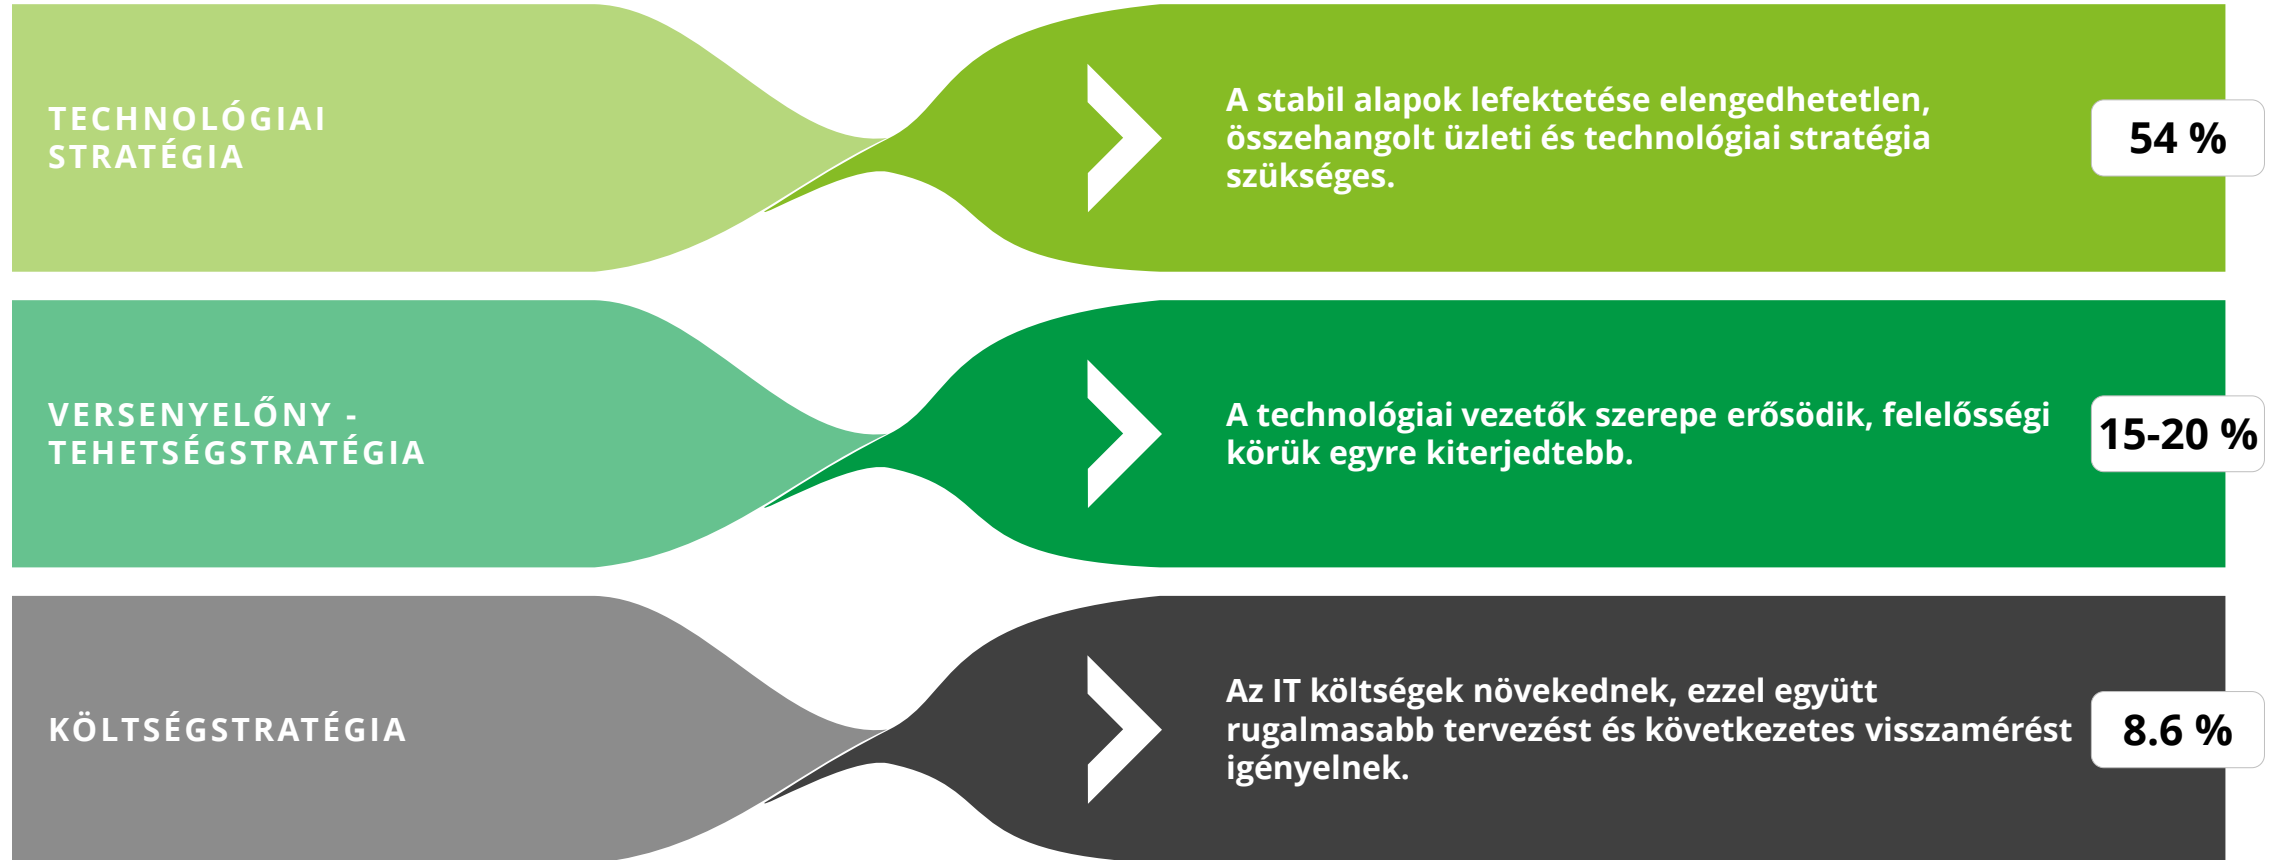 TECHNOLÓGIAI
STRATÉGIA
A stabil alapok lefektetése elengedhetetlen,
összehangolt üzleti és technológiai stratégia
szükséges.
54 %
VERSENYELŐNY -
TEHETSÉGSTRATÉGIA
A technológiai vezetők szerepe erősödik, felelősségi
körük egyre kiterjedtebb.
15-20 %
KÖLTSÉGSTRATÉGIA
Az IT költségek növekednek, ezzel együtt
rugalmasabb tervezést és következetes visszamérést
igényelnek.
8.6 %